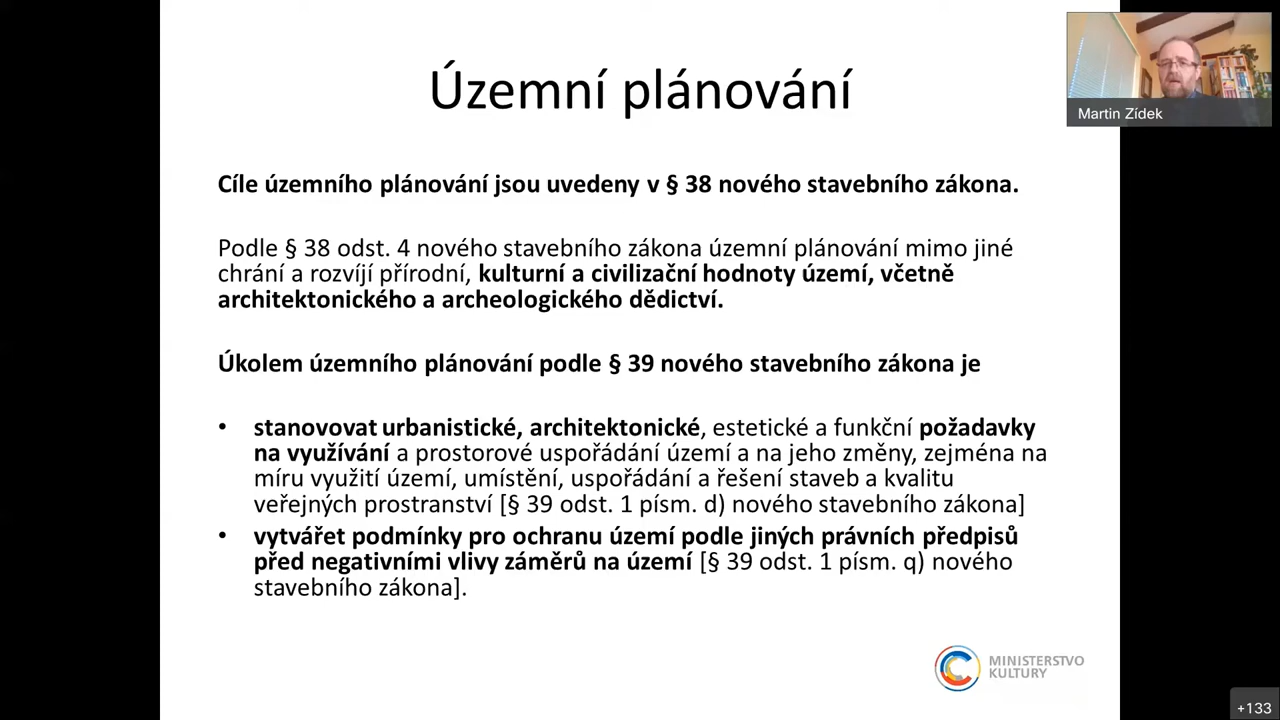 Územní plánování
Martin Zídek
Cíle územního plánování jsou uvedeny v § 38 nového stavebního zákona.
Podle § 38 odst. 4 nového stavebního zákona územní plánování mimo jiné
chrání a rozvíjí přírodní, kulturní a civilizační hodnoty území, včetně
architektonického a archeologického dědictví.
Úkolem územního plánování podle § 39 nového stavebního zákona je
• stanovovat urbanistické, architektonické, estetické a funkční požadavky
na využívání a prostorové uspořádání území a na jeho změny, zejména na
míru využití území, umístění, uspořádání a řešení staveb a kvalitu
veřejných prostranství [§ 39 odst. 1 písm. d) nového stavebního zákona]
• vytvářet podmínky pro ochranu území podle jiných právních předpisů
před negativními vlivy záměrů na území [§ 39 odst. 1 písm. q) nového
stavebního zákona].
MINISTERSTVO
KULTURY
+133